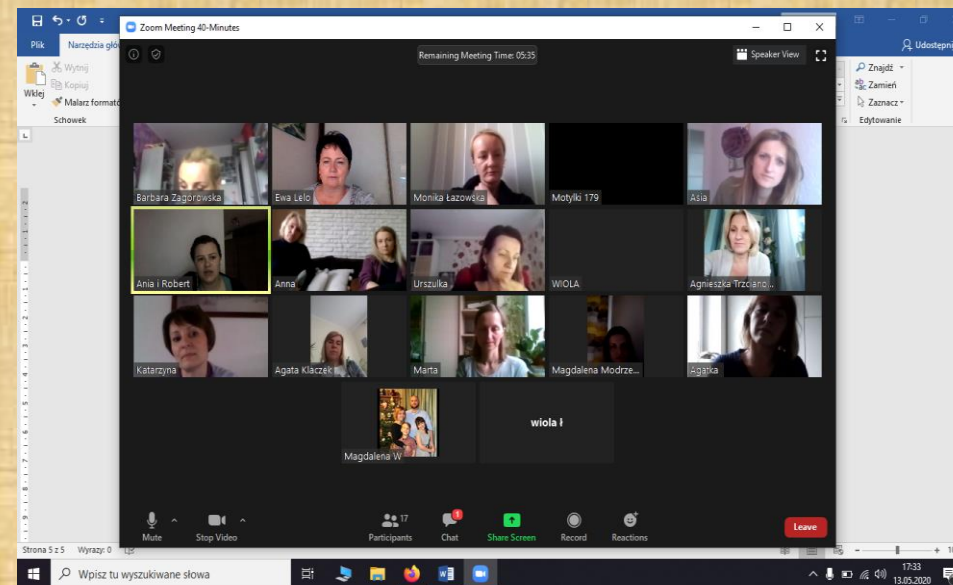 Zoom Meeting 40-Minutes
Plik
Narzędzia głó
Udostępni
Remaining Meeting Time: 05:35
Speaker View
Wklej
Wytnij
Kopiuj
Malarz formató
Schowek
Znajdź
Zamień
Zaznacz
Edytowanie
Barbara Zagorowska
Ewa Lelo
Monika Łazowska
Motylki 179
Asia
Ania i Robert
Anna
Urszulka
WIOLA
Agnieszka Trzciano...
Katarzyna
Agata Klaczek
Marta
Magdalena Modrze...
Agatka
Magdalena W
wiola ł
Mute
Stop Video
17
Participants
1
Chat
Share Screen
Record
Reactions
Leave
Strona 5 z 5 Wyrazy: 0
Wpisz tu wyszukiwane słowa
17:33
13.05.2020